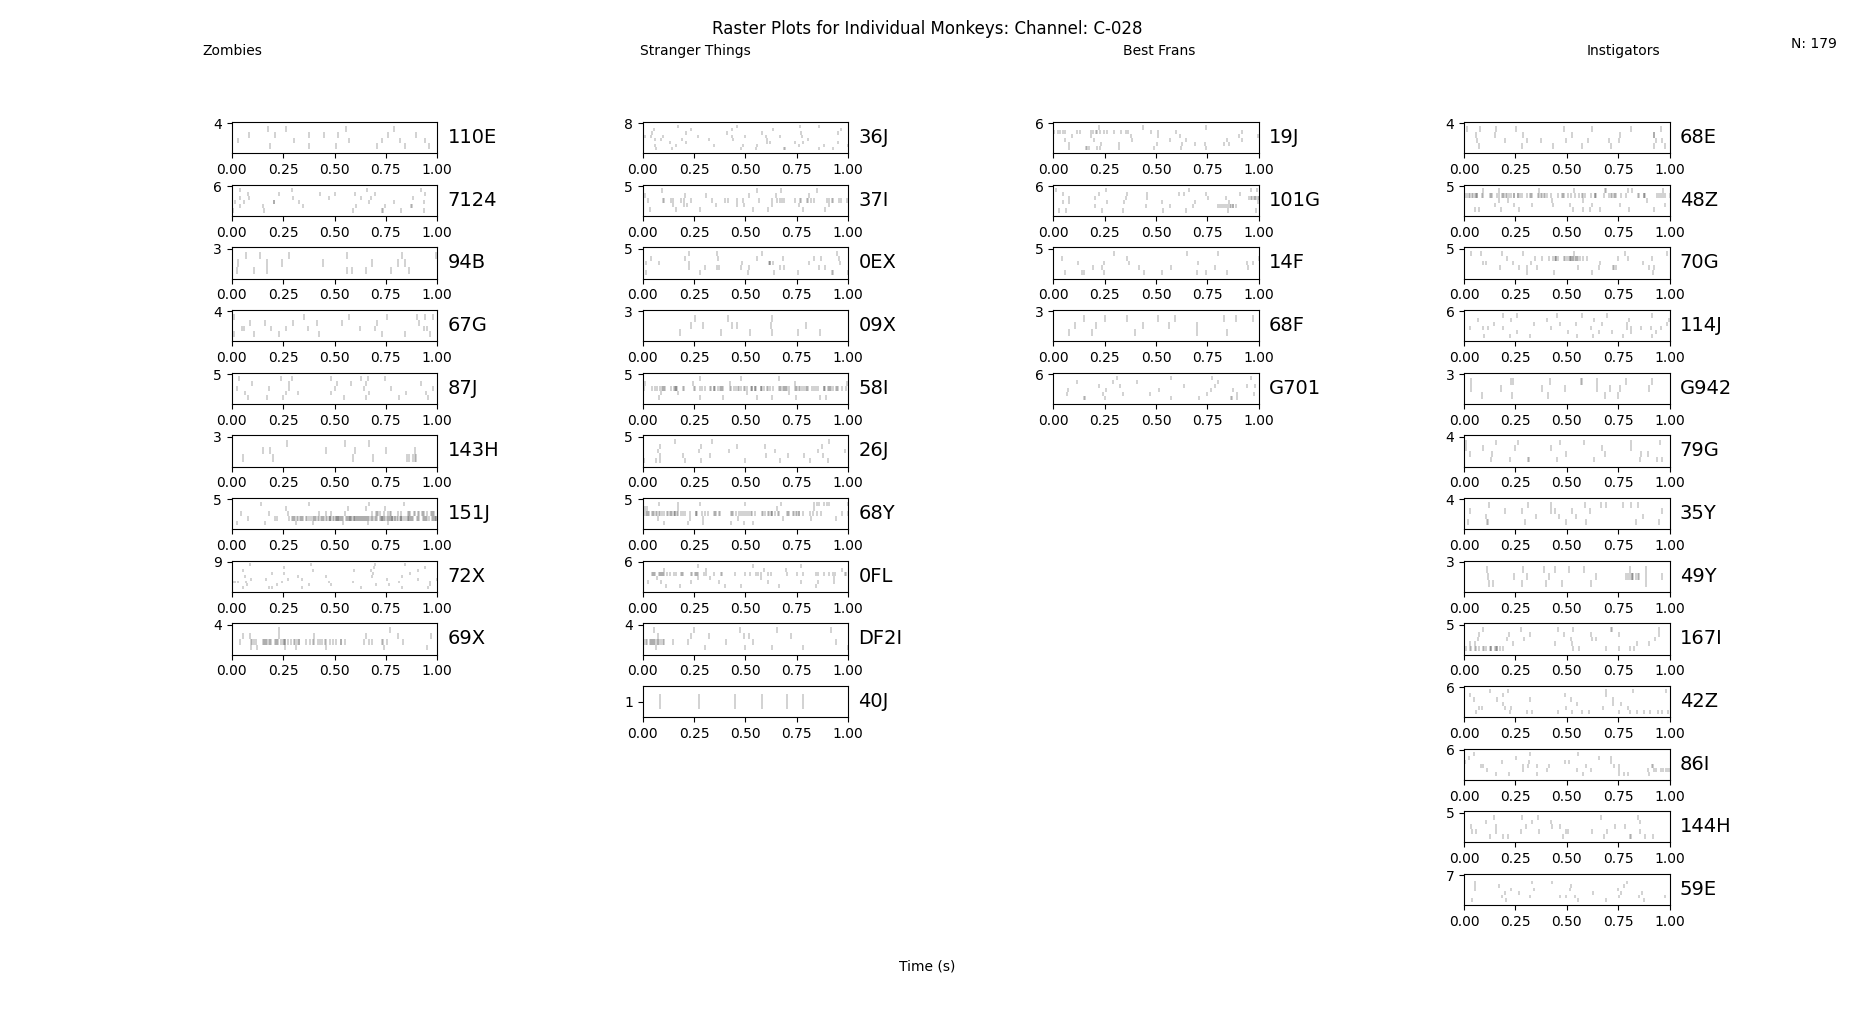 Raster Plots for Individual Monkeys: Channel: C-028
N: 179
Zombies Stranger Things Best Frans Instigators
4 110E 8 36J 6 19J 4 68E
0.00 0.25 0.50 0.75 1.00 0.00 0.25 0.50 0.75 1.00 0.00 0.25 0.50 0.75 1.00 0.00 0.25 0.50 0.75 1.00
6 7124 5 37I 6 101G 5 48Z
0.00 0.25 0.50 0.75 1.00 0.00 0.25 0.50 0.75 1.00 0.00 0.25 0.50 0.75 1.00 0.00 0.25 0.50 0.75 1.00
3 94B 5 0EX 5 14F 5 70G
0.00 0.25 0.50 0.75 1.00 0.00 0.25 0.50 0.75 1.00 0.00 0.25 0.50 0.75 1.00 0.00 0.25 0.50 0.75 1.00
4 67G 3 09X 3 68F 6 114J
0.00 0.25 0.50 0.75 1.00 0.00 0.25 0.50 0.75 1.00 0.00 0.25 0.50 0.75 1.00 0.00 0.25 0.50 0.75 1.00
5 87J 5 58I 6 G701 3 G942
0.00 0.25 0.50 0.75 1.00 0.00 0.25 0.50 0.75 1.00 0.00 0.25 0.50 0.75 1.00 0.00 0.25 0.50 0.75 1.00
3 143H 5 26J 4 79G
0.00 0.25 0.50 0.75 1.00 0.00 0.25 0.50 0.75 1.00 0.00 0.25 0.50 0.75 1.00
5 151J 5 68Y 4 35Y
0.00 0.25 0.50 0.75 1.00 0.00 0.25 0.50 0.75 1.00 0.00 0.25 0.50 0.75 1.00
9 72X 6 0FL 3 49Y
0.00 0.25 0.50 0.75 1.00 0.00 0.25 0.50 0.75 1.00 0.00 0.25 0.50 0.75 1.00
4 69X 4 DF2I 5 167I
0.00 0.25 0.50 0.75 1.00 0.00 0.25 0.50 0.75 1.00 0.00 0.25 0.50 0.75 1.00
1 40J 6 42Z
0.00 0.25 0.50 0.75 1.00 0.00 0.25 0.50 0.75 1.00
6 86I
0.00 0.25 0.50 0.75 1.00
5 144H
0.00 0.25 0.50 0.75 1.00
7 59E
0.00 0.25 0.50 0.75 1.00
Time (s)